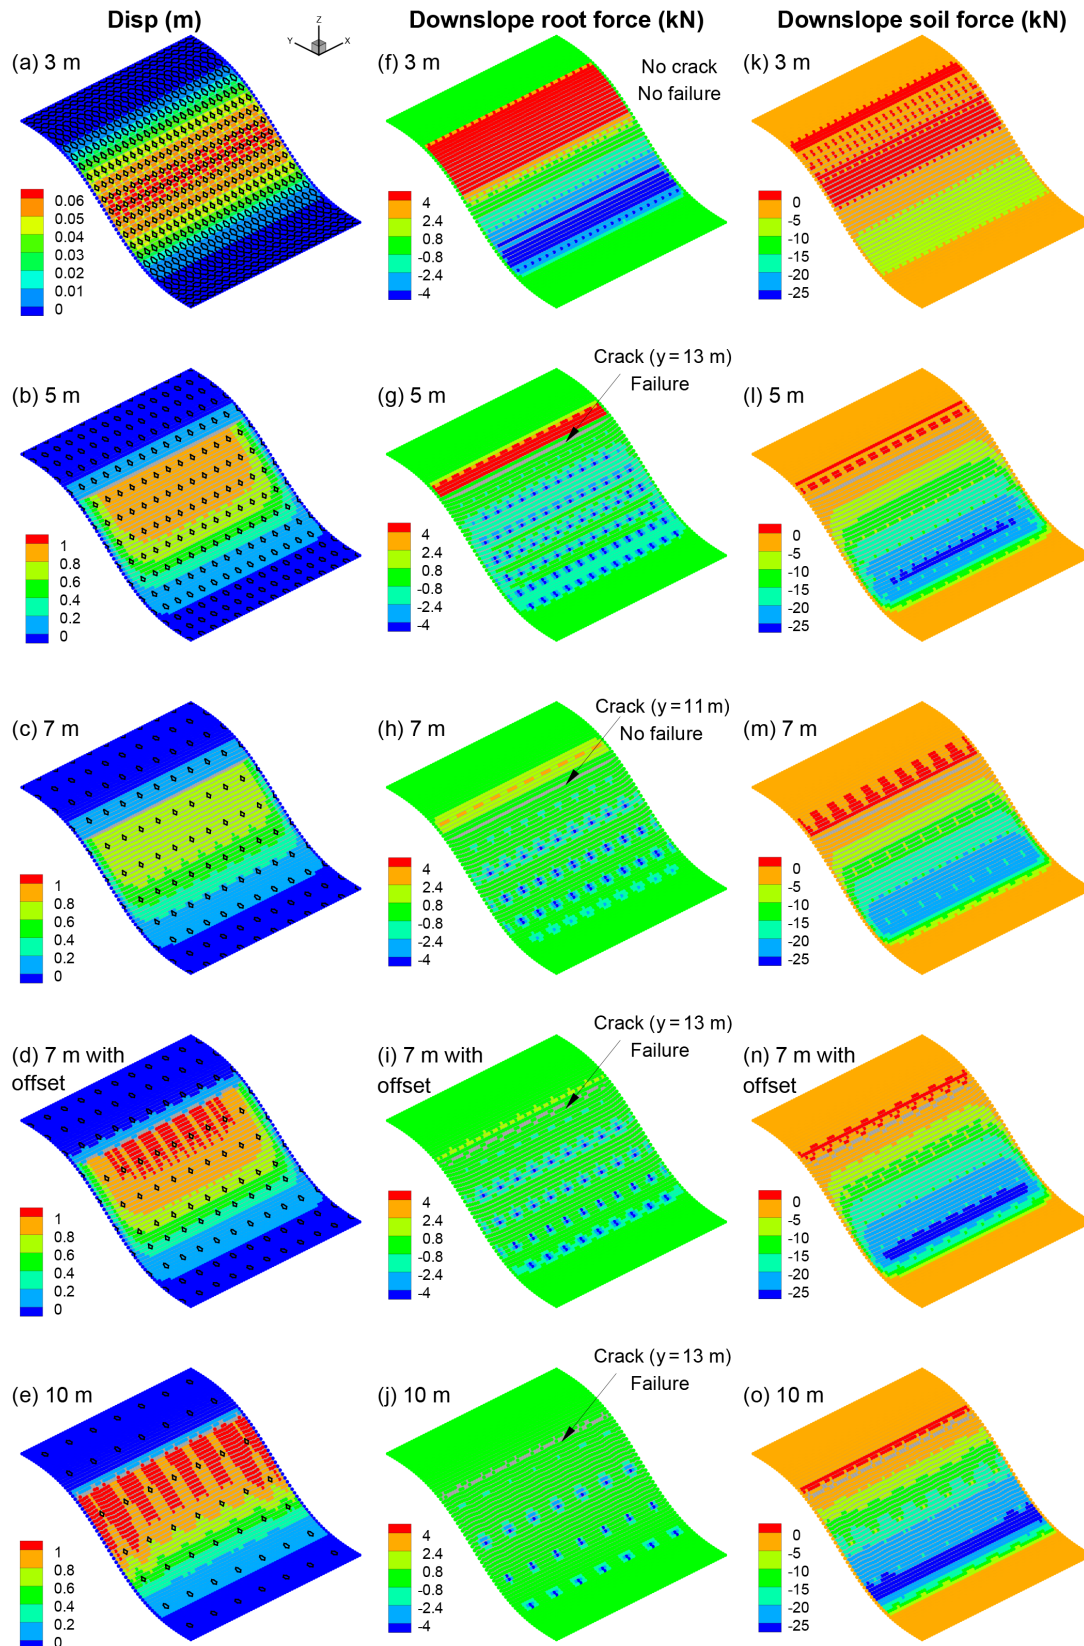 Disp (m)
Downslope root force (kN)
Downslope soil force (kN)
Z
Y
X
(a) 3 m
0.06
0.05
0.04
0.03
0.02
0.01
0
(f) 3 m
No crack
No failure
4
2.4
0.8
-0.8
-2.4
-4
(k) 3 m
0
-5
-10
-15
-20
-25
(b) 5 m
1
0.8
0.6
0.4
0.2
0
(g) 5 m
Crack (y = 13 m)
Failure
4
2.4
0.8
-0.8
-2.4
-4
(l) 5 m
0
-5
-10
-15
-20
-25
(c) 7 m
1
0.8
0.6
0.4
0.2
0
(h) 7 m
Crack (y = 11 m)
No failure
4
2.4
0.8
-0.8
-2.4
-4
(m) 7 m
0
-5
-10
-15
-20
-25
(d) 7 m with
offset
1
0.8
0.6
0.4
0.2
0
(i) 7 m with
offset
Crack (y = 13 m)
Failure
4
2.4
0.8
-0.8
-2.4
-4
(n) 7 m with
offset
0
-5
-10
-15
-20
-25
(e) 10 m
1
0.8
0.6
0.4
0.2
0
(j) 10 m
Crack (y = 13 m)
Failure
4
2.4
0.8
-0.8
-2.4
-4
(o) 10 m
0
-5
-10
-15
-20
-25